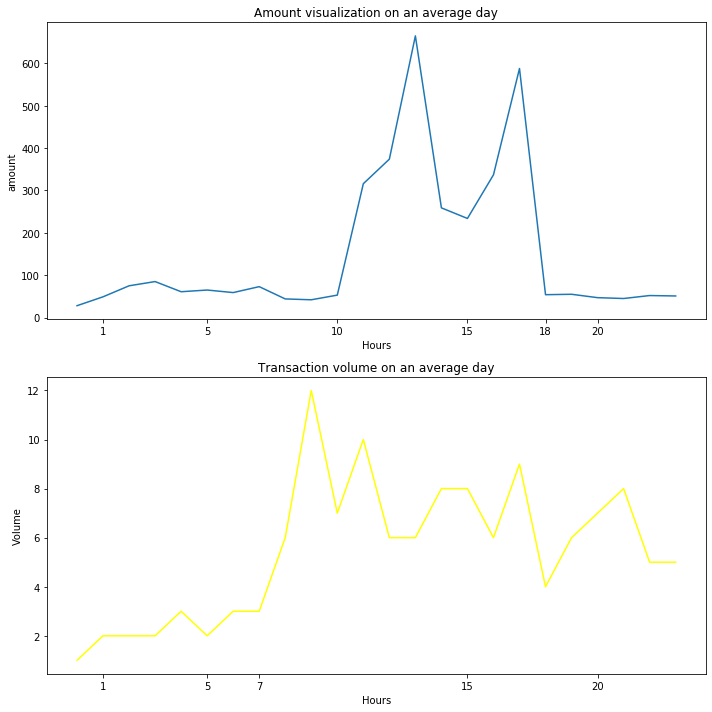 Amount visualization on an average day
600
500
400
300
200
100
0
amount
1 5 10 15 18 20
Hours
Transaction volume on an average day
12
10
8
6
4
2
Volume
1 5 7 15 20
Hours